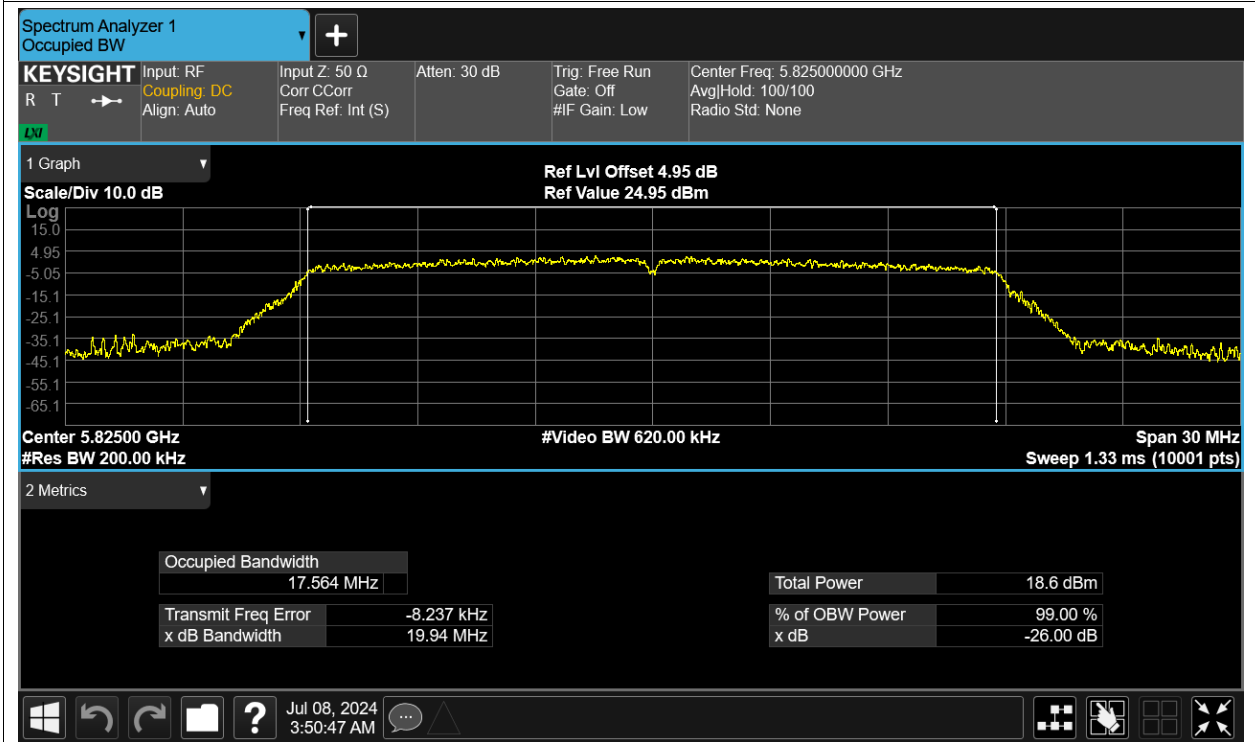 Spectrum Analyzer 1
Occupied BW
KEYSIGHT
R T
LXI
Input: RF
Coupling: DC
Align: Auto
Input Z: 50 Ω
Corr CCorr
Freq Ref: Int (S)
Atten: 30 dB
Trig: Free Run
Gate: Off
#IF Gain: Low
Center Freq: 5.825000000 GHz
Avg|Hold: 100/100
Radio Std: None
1 Graph
Scale/Div 10.0 dB
Ref Lvl Offset 4.95 dB
Ref Value 24.95 dBm
Log
15.0
4.95
-5.05
-15.1
-25.1
-35.1
-45.1
-55.1
-65.1
Center 5.82500 GHz
#Video BW 620.00 kHz
Span 30 MHz
#Res BW 200.00 kHz
Sweep 1.33 ms (10001 pts)
2 Metrics
Occupied Bandwidth
17.564 MHz
Transmit Freq Error -8.237 kHz
x dB Bandwidth 19.94 MHz
Total Power 18.6 dBm
% of OBW Power 99.00 %
x dB -26.00 dB
?
Jul 08, 2024
3:50:47 AM